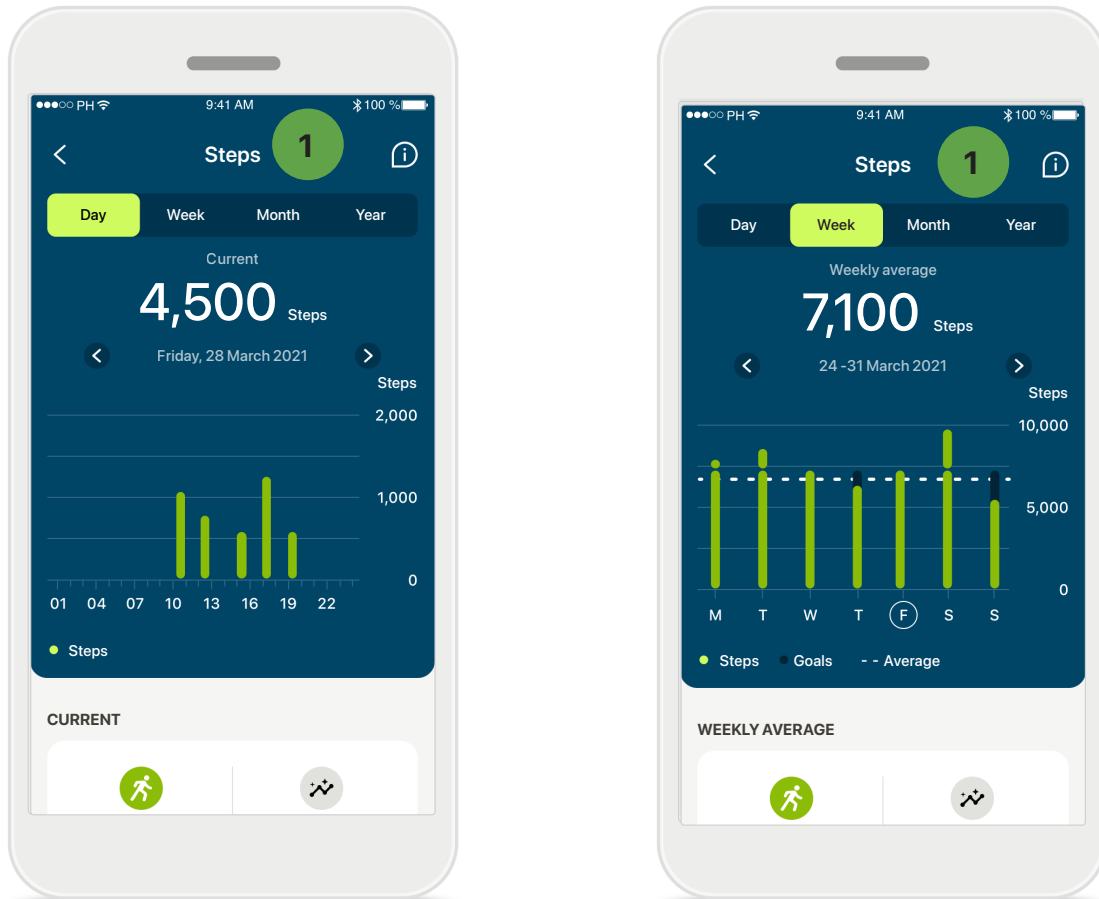 PH 9:41 AM 100 %
Steps 1
Day Week Month Year
Current
4,500 Steps
Friday, 28 March 2021
Steps
2,000
1,000
0
01 04 07 10 13 16 19 22
Steps
CURRENT
PH 9:41 AM 100 %
Steps 1
Day Week Month Year
Weekly average
7,100 Steps
24 -31 March 2021
Steps
10,000
5,000
0
M T W T F S S
Steps Goals - - Average
WEEKLY AVERAGE